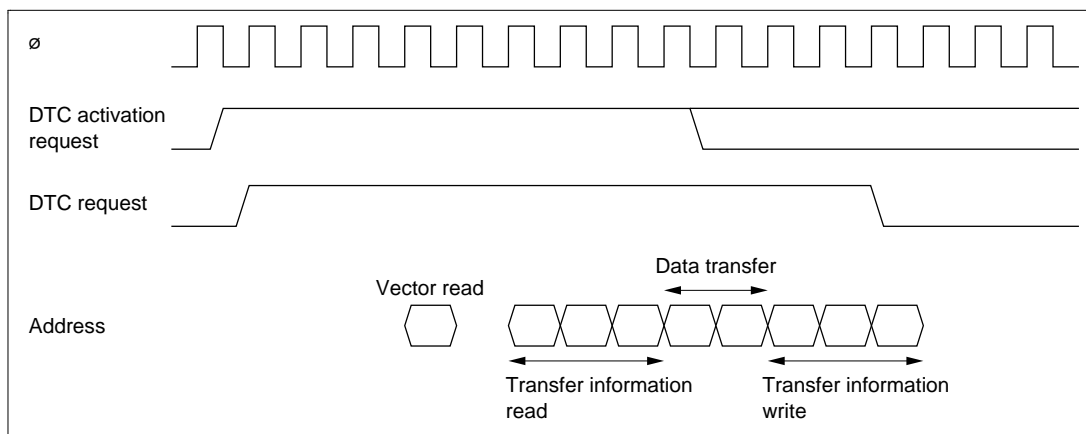 ø
DTC activation
request
DTC request
Data transfer
Vector read
Address
Transfer information
read
Transfer information
write